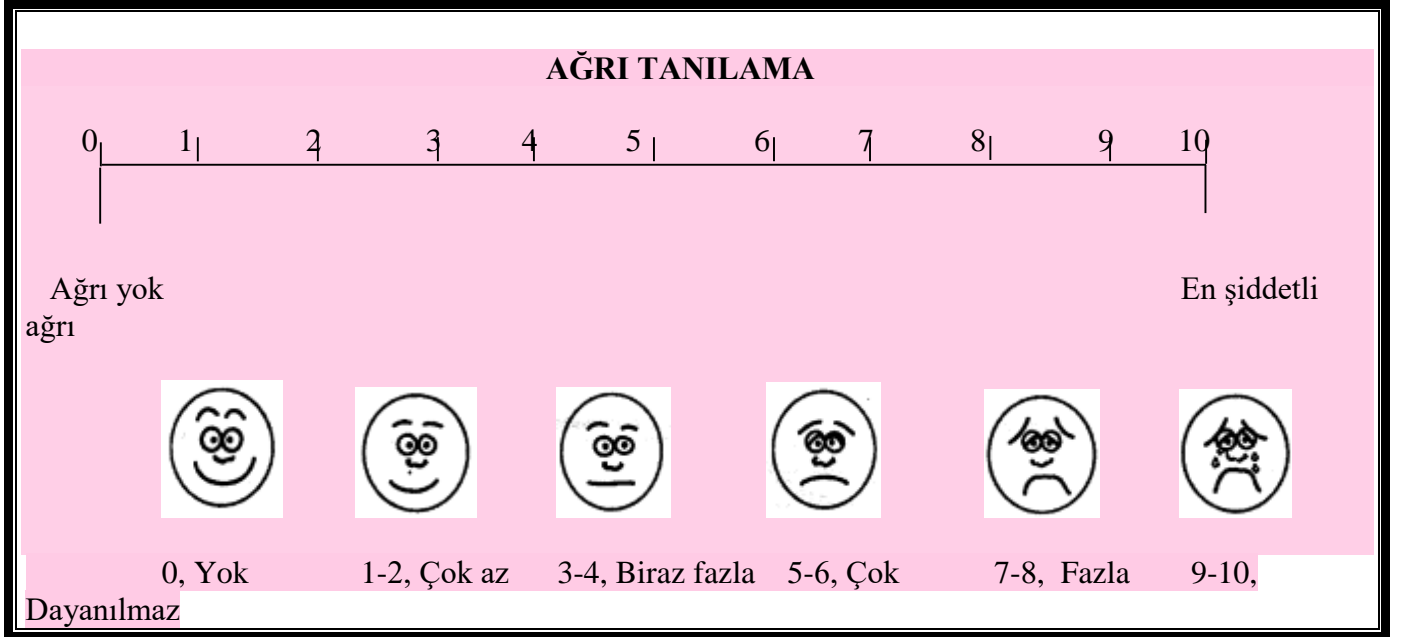 AĞRI TANILAMA
0 1 2 3 4 5 6 7 8 9 10
Ağrı yok En şiddetli
ağrı
0, Yok 1-2, Çok az 3-4, Biraz fazla 5-6, Çok 7-8, Fazla 9-10,
Dayanılmaz